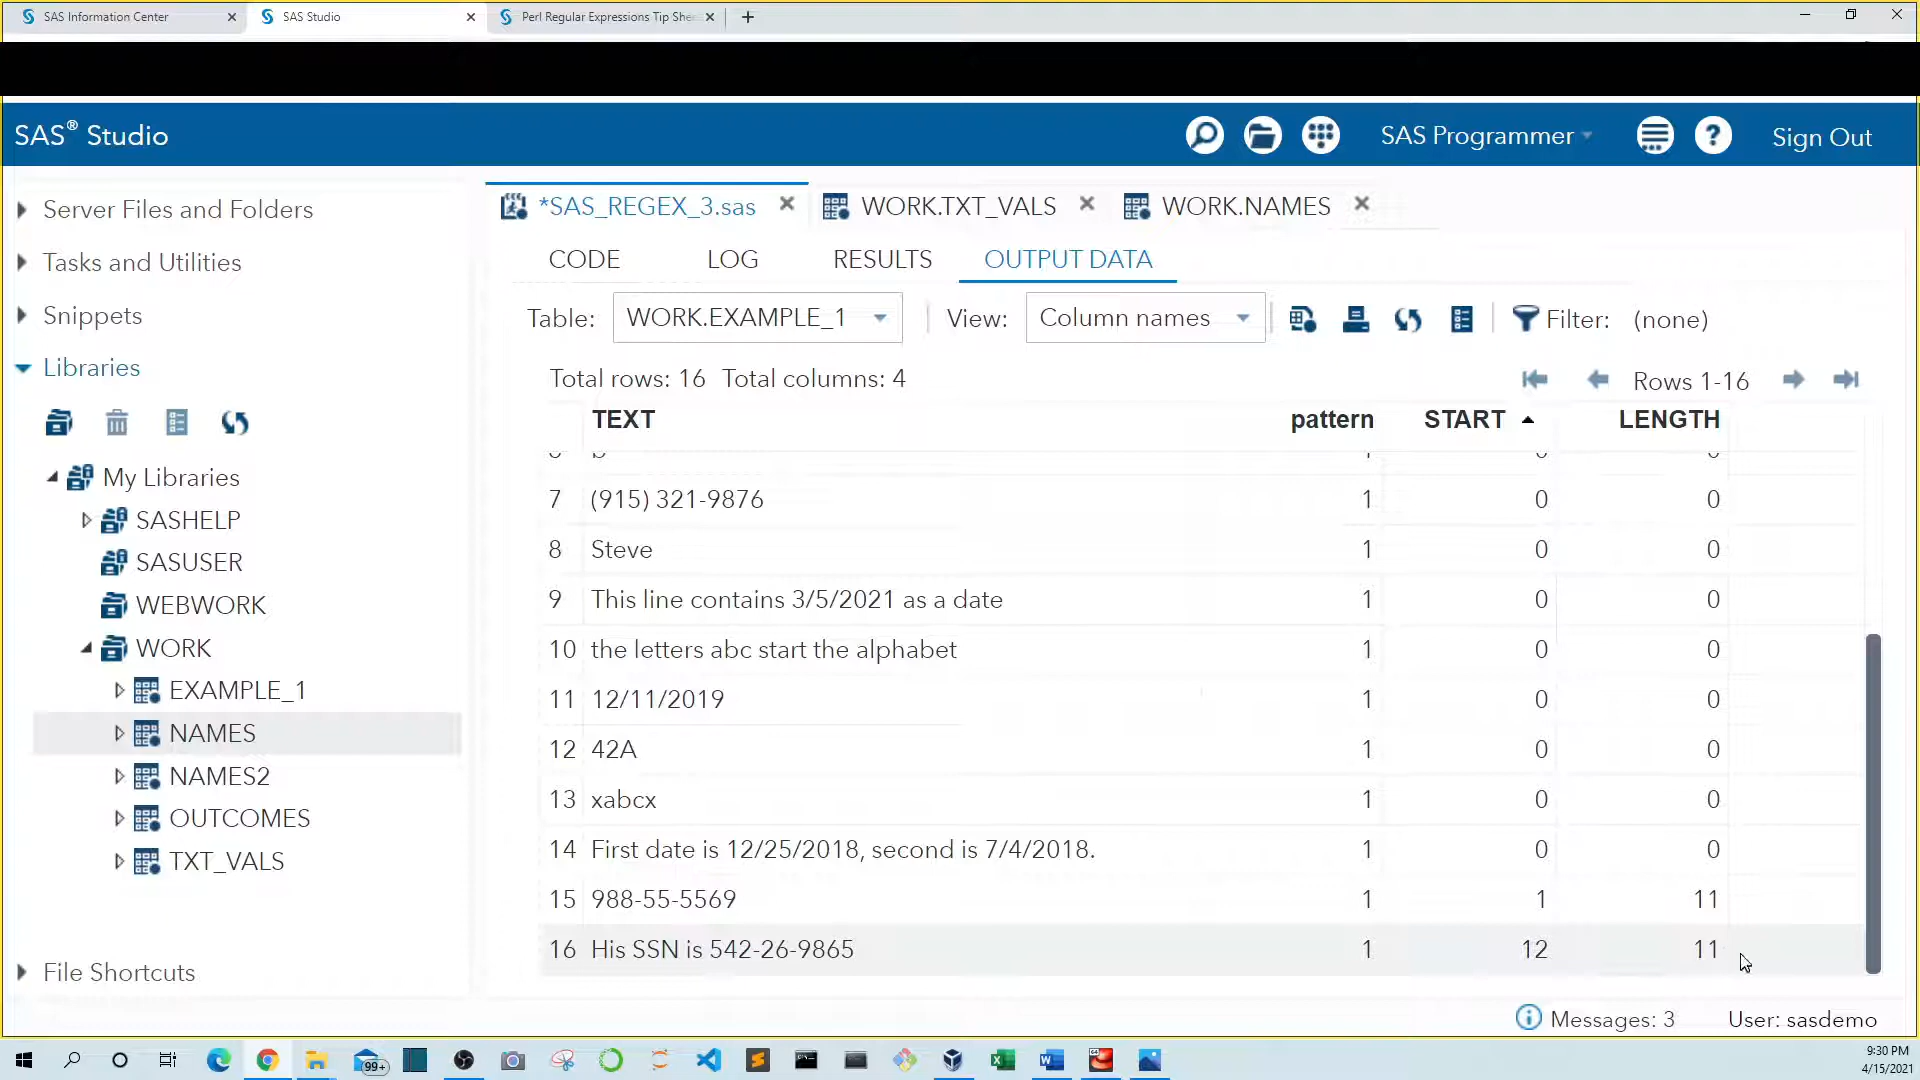 SAS Information Center
SAS Studio
Perl Regular Expressions Tip She
SAS® Studio
SAS Programmer
Sign Out
Server Files and Folders
Tasks and Utilities
Snippets
Libraries
My Libraries
SASHELP
SASUSER
WEBWORK
WORK
EXAMPLE_1
NAMES
NAMES2
OUTCOMES
TXT_VALS
File Shortcuts
*SAS_REGEX_3.sas
WORK.TXT_VALS
WORK.NAMES
CODE LOG RESULTS OUTPUT DATA
Table: WORK.EXAMPLE_1 View: Column names Filter: (none)
Total rows: 16 Total columns: 4 Rows 1-16
TEXT pattern START LENGTH
7 (915) 321-9876 1 0 0
8 Steve 1 0 0
9 This line contains 3/5/2021 as a date 1 0 0
10 the letters abc start the alphabet 1 0 0
11 12/11/2019 1 0 0
12 42A 1 0 0
13 xabcx 1 0 0
14 First date is 12/25/2018, second is 7/4/2018. 1 0 0
15 988-55-5569 1 1 11
16 His SSN is 542-26-9865 1 12 11
Messages: 3 User: sasdemo
99+
9:30 PM
4/15/2021